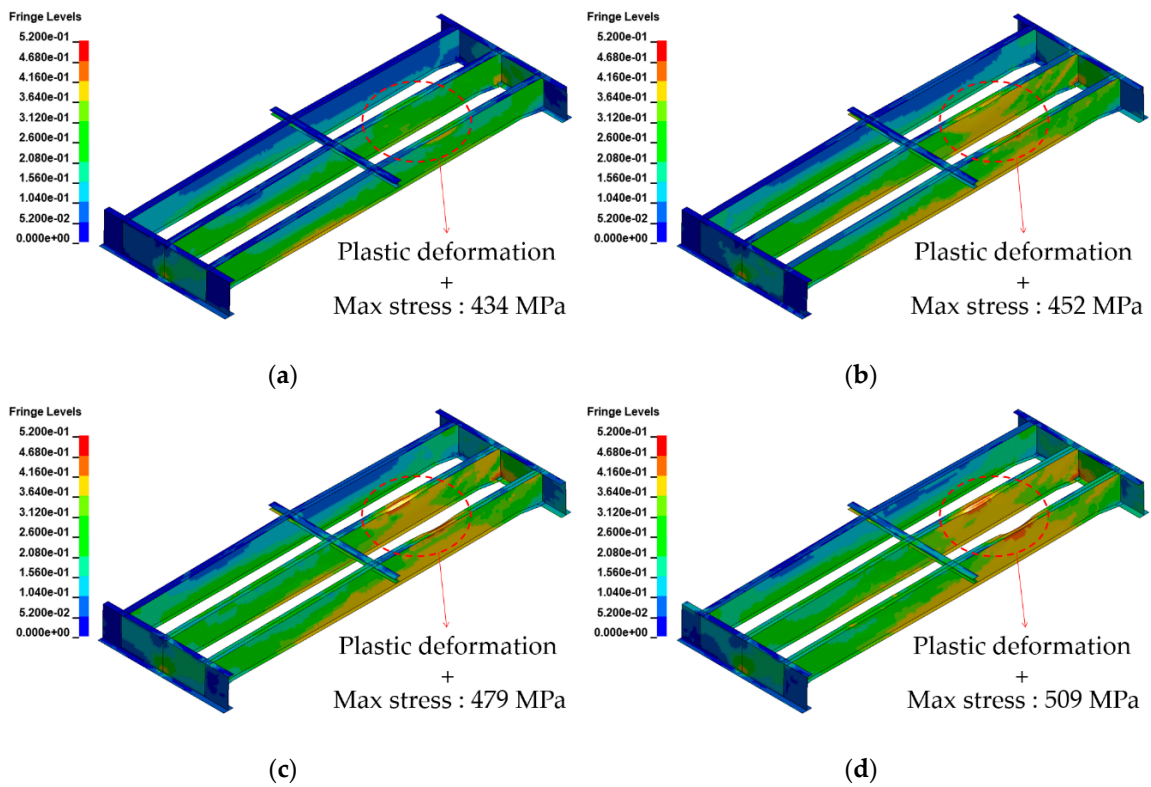 Fringe Levels
5.200e-01
4.680e-01
4.160e-01
3.640e-01
3.120e-01
2.600e-01
2.080e-01
1.560e-01
1.040e-01
5.200e-02
0.000e+00
Plastic deformation
+
Max stress : 434 MPa
(a)
Fringe Levels
5.200e-01
4.680e-01
4.160e-01
3.640e-01
3.120e-01
2.600e-01
2.080e-01
1.560e-01
1.040e-01
5.200e-02
0.000e+00
Plastic deformation
+
Max stress : 452 MPa
(b)
Fringe Levels
5.200e-01
4.680e-01
4.160e-01
3.640e-01
3.120e-01
2.600e-01
2.080e-01
1.560e-01
1.040e-01
5.200e-02
0.000e+00
Plastic deformation
+
Max stress : 479 MPa
(c)
Fringe Levels
5.200e-01
4.680e-01
4.160e-01
3.640e-01
3.120e-01
2.600e-01
2.080e-01
1.560e-01
1.040e-01
5.200e-02
0.000e+00
Plastic deformation
+
Max stress : 509 MPa
(d)